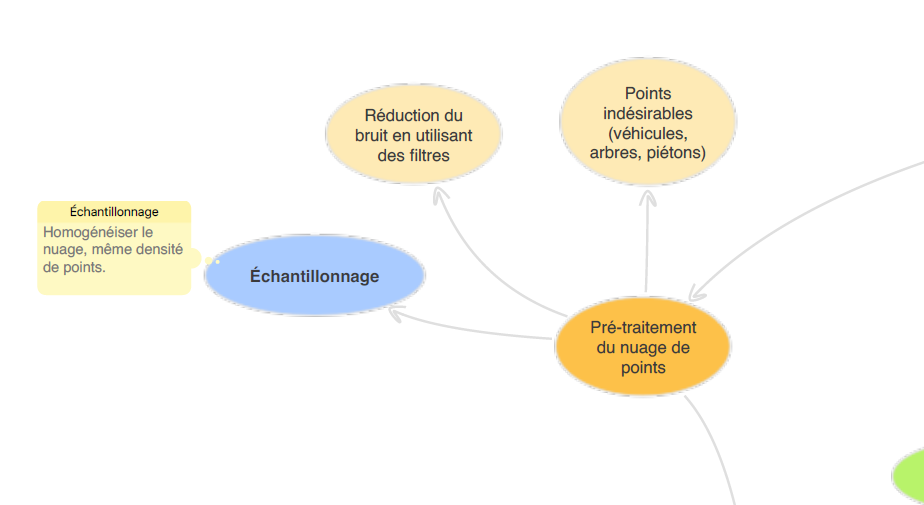 Points
indésirables
(véhicules,
arbres, piétons)
Réduction du
bruit en utilisant
des filtres
Échantillonnage
Homogénéiser le
nuage, même densité
de points.
Échantillonnage
Pré-traitement
du nuage de
points